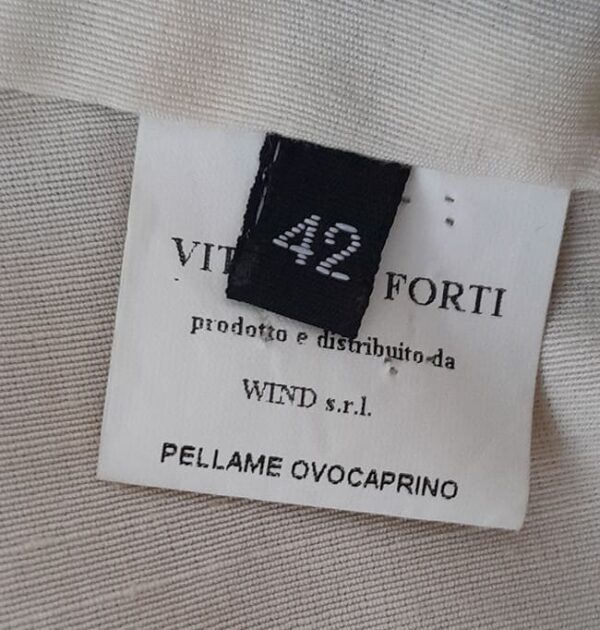 42
VIT FORTI
prodotto e distribuito da
WIND s.r.l.
PELLAME OVOCAPRINO